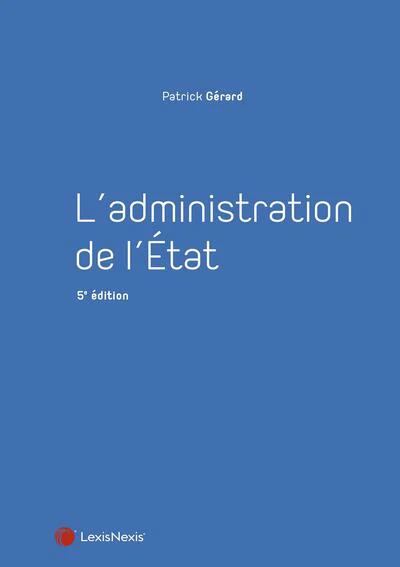 Patrick Gérard
L'administration
de l'État
5e édition
LexisNexis®